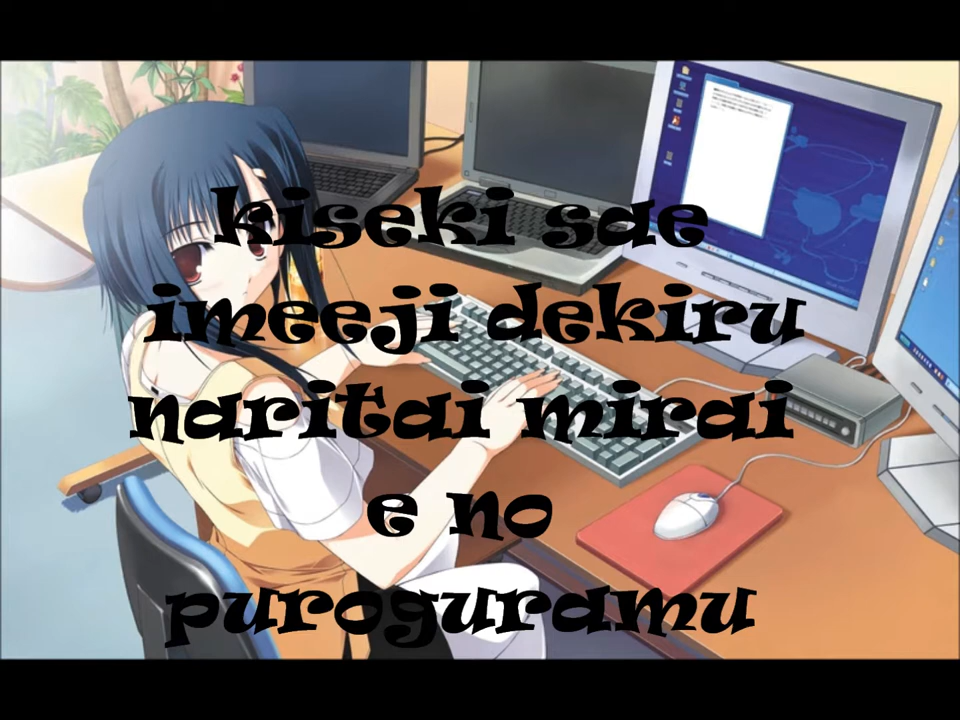 kiseki sae
imeeji dekiru
naritai mirai
e no
puroguramu